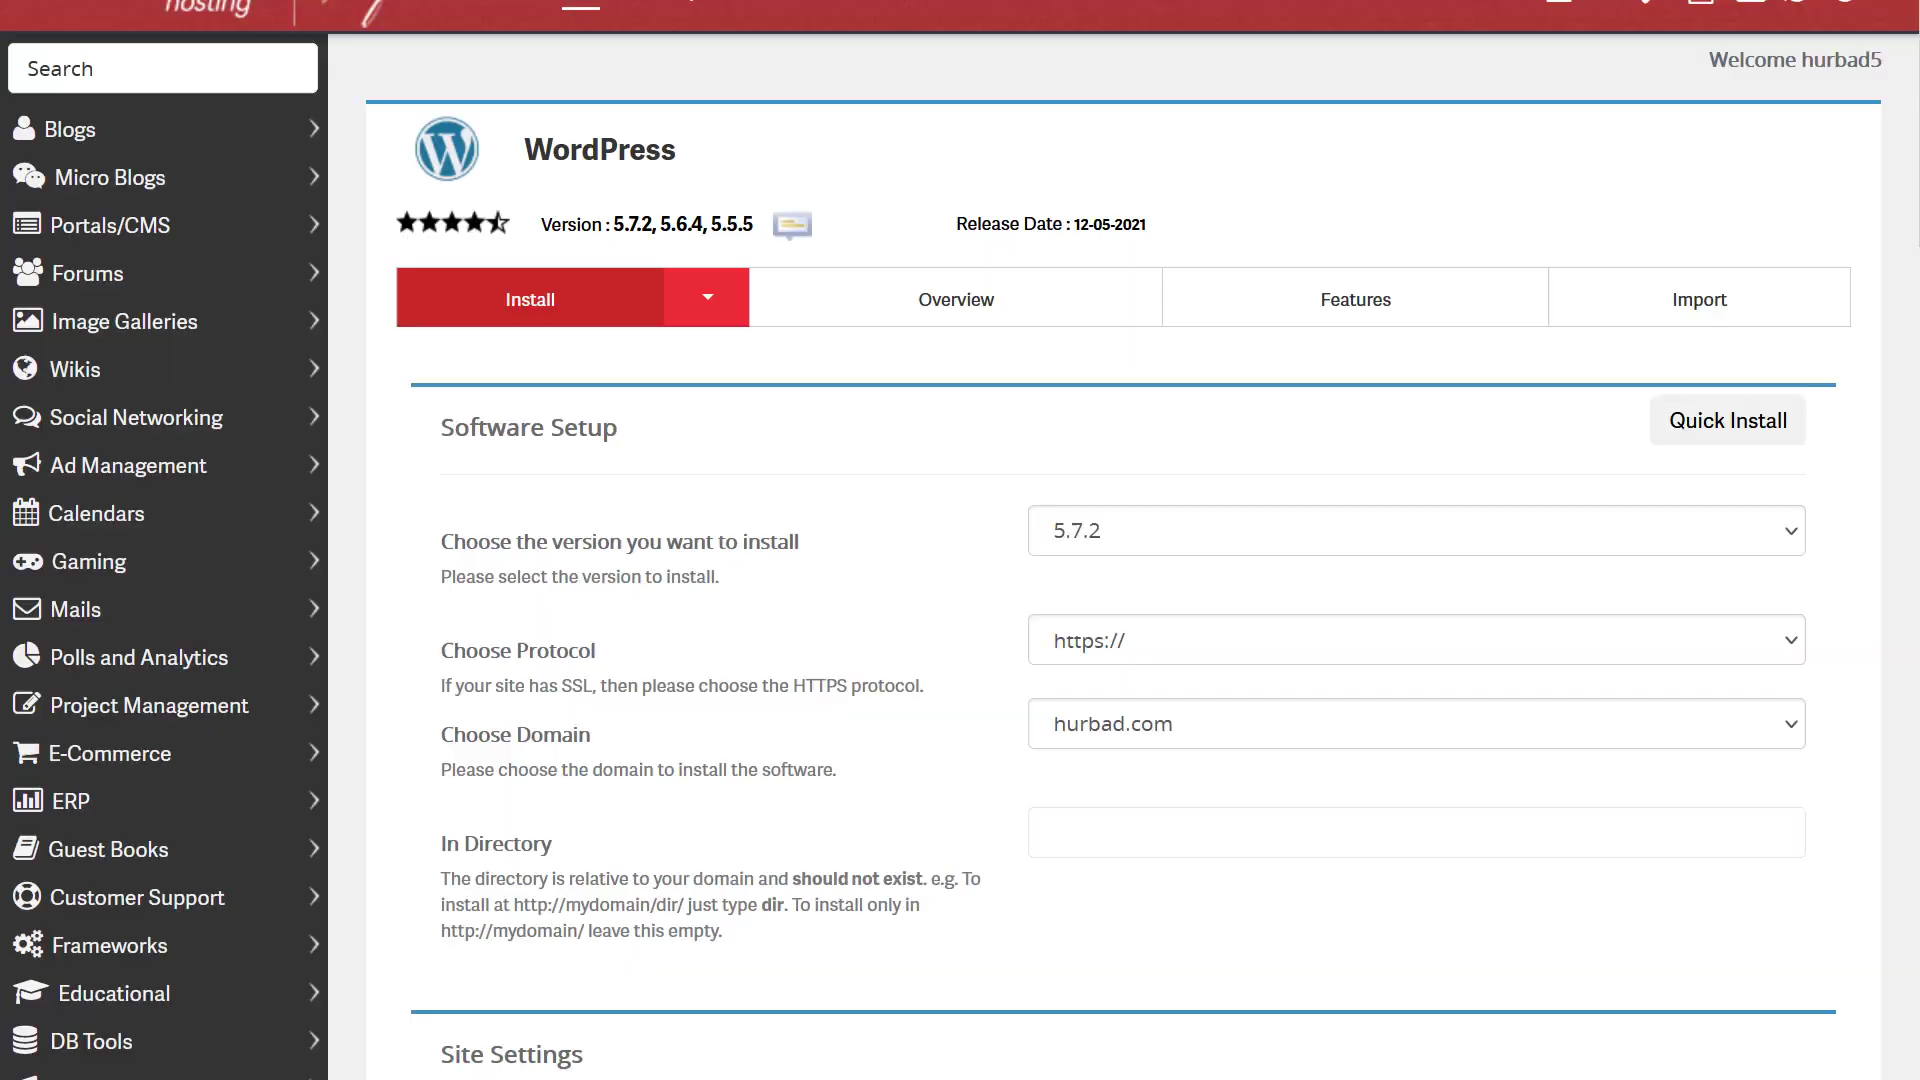 hosting
Search
Welcome hurbad5
Blogs
Micro Blogs
Portals/CMS
Forums
Image Galleries
Wikis
Social Networking
Ad Management
Calendars
Gaming
Mails
Polls and Analytics
Project Management
E-Commerce
ERP
Guest Books
Customer Support
Frameworks
Educational
DB Tools
WordPress
Version : 5.7.2, 5.6.4, 5.5.5
Release Date : 12-05-2021
Install
Overview
Features
Import
Software Setup
Quick Install
Choose the version you want to install
Please select the version to install.
5.7.2
Choose Protocol
If your site has SSL, then please choose the HTTPS protocol.
https://
Choose Domain
Please choose the domain to install the software.
hurbad.com
In Directory
The directory is relative to your domain and should not exist. e.g. To
install at http://mydomain/dir/ just type dir. To install only in
http://mydomain/ leave this empty.
Site Settings